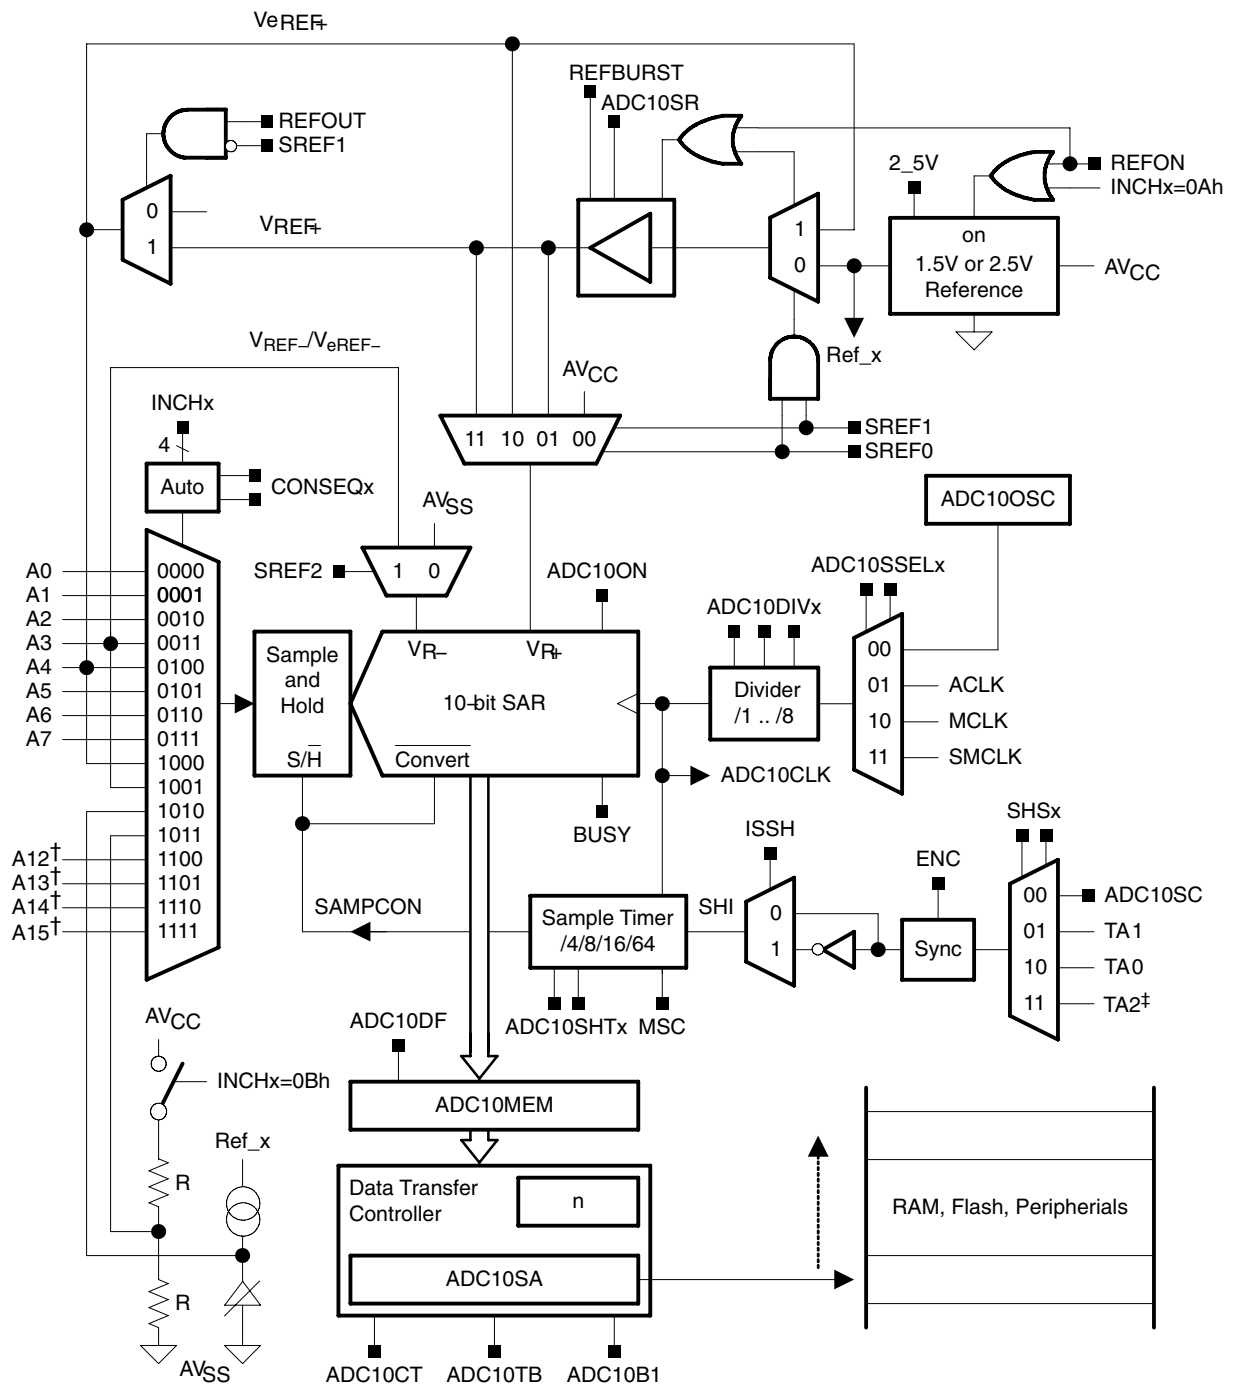 VeREF+
REFBURST
ADC10SR
REFOUT
SREF1
2_5V
REFON
INCHx=0Ah
0
1
VREF+
1
0
on
1.5V or 2.5V
Reference
AVCC
Ref_x
VREF–/VeREF–
AVCC
INCHx
4
11 10 01 00
SREF1
SREF0
Auto
CONSEQx
AVSS
ADC10OSC
SREF2
1 0
ADC10ON
ADC10SSELx
ADC10DIVx
A0 0000
A1 0001
A2 0010
A3 0011
A4 0100
A5 0101
A6 0110
A7 0111
1000
1001
1010
1011
A12† 1100
A13† 1101
A14† 1110
A15† 1111
Sample
and
Hold
S/H
VR–
VR+
10–bit SAR
Convert
Divider
/1 .. /8
00
01 ACLK
10 MCLK
11 SMCLK
ADC10CLK
BUSY
ISSH
ENC
SHSx
SAMPCON
Sample Timer
/4/8/16/64
SHI
0
1
Sync
00 ADC10SC
01 TA1
10 TA0
11 TA2‡
ADC10SHTx
MSC
AVCC
ADC10DF
INCHx=0Bh
ADC10MEM
Ref_x
R
Data Transfer
Controller
n
RAM, Flash, Peripherials
ADC10SA
R
AVSS
ADC10CT
ADC10TB
ADC10B1